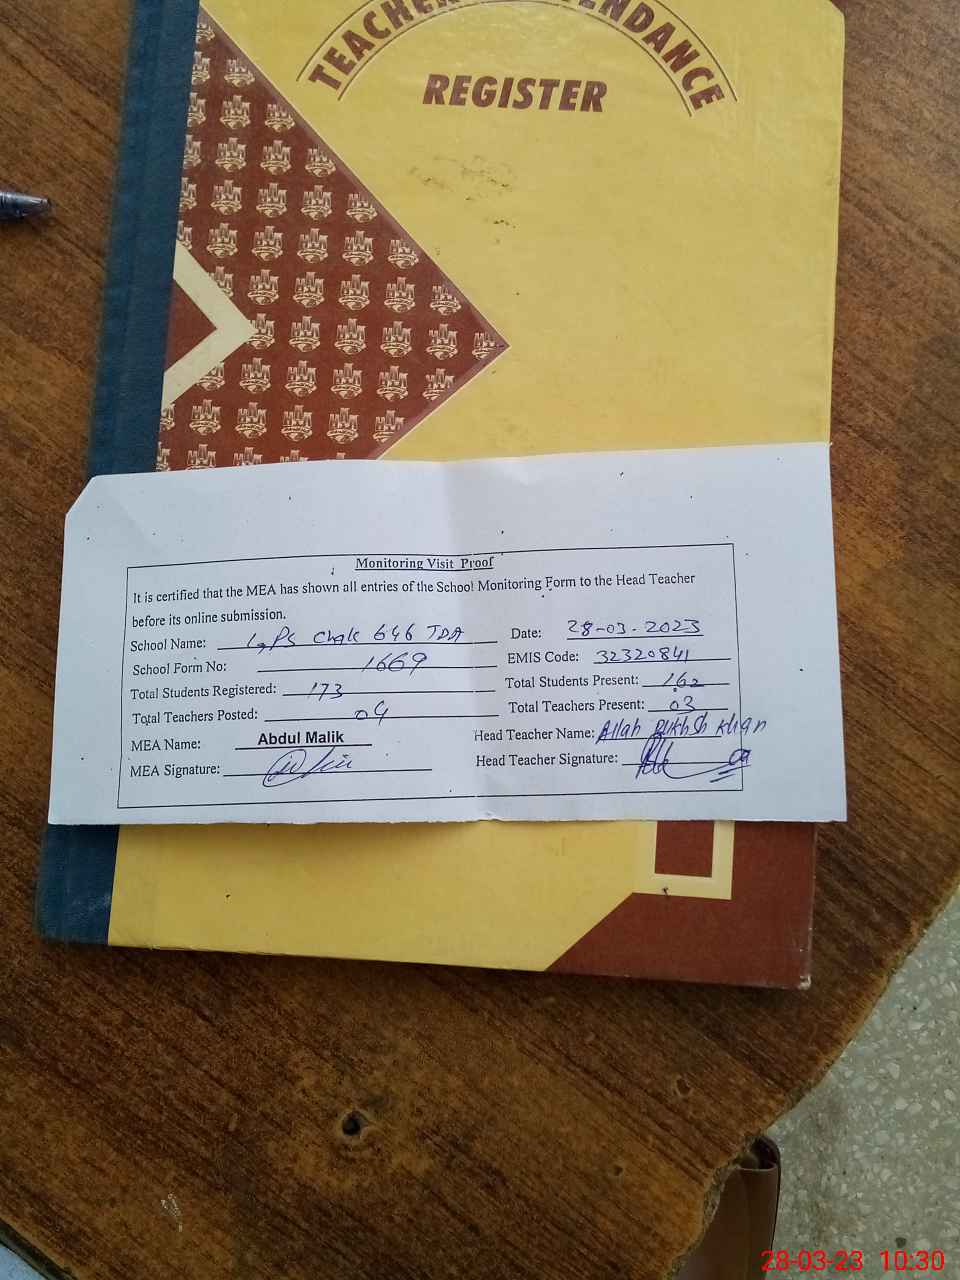 TEACHER ATTENDANCE
REGISTER
Monitoring Visit Proof
It is certified that the MEA has shown all entries of the School Monitoring Form to the Head Teacher
before its online submission.
School Name: GPS Chak 646 TDA Date: 28-03-2023
School Form No: 1669 EMIS Code: 32320841
Total Students Registered: 173 Total Students Present: 162
Total Teachers Posted: 04 Total Teachers Present: 03
MEA Name: Abdul Malik Head Teacher Name: Allah Bukhsh Khan
MEA Signature: Head Teacher Signature:
28-03-23 10:30